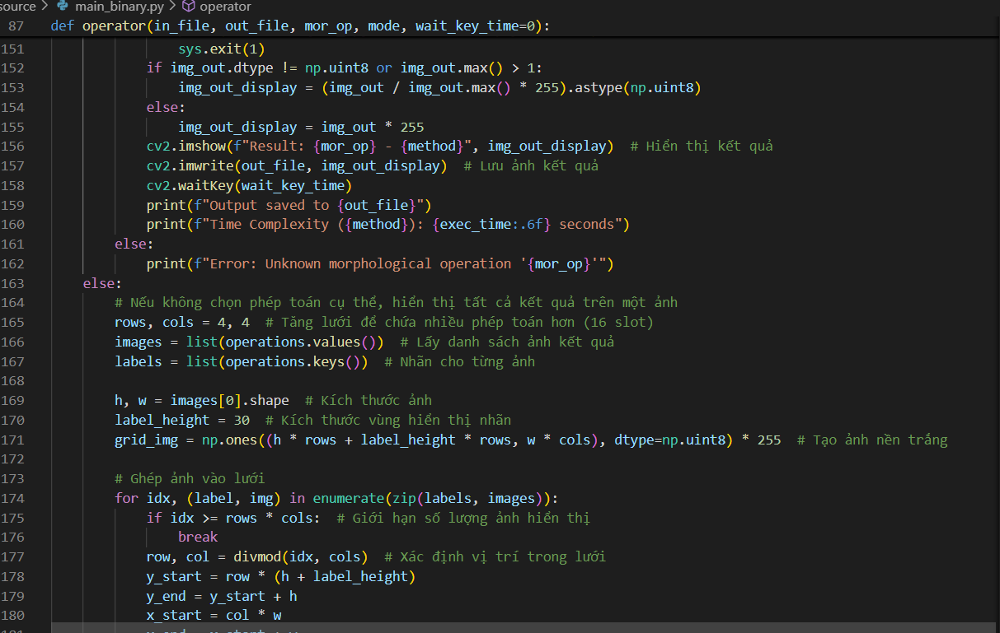 source > main_binary.py > operator
87 def operator(in_file, out_file, mor_op, mode, wait_key_time=0):
151 sys.exit(1)
152 if img_out.dtype != np.uint8 or img_out.max() > 1:
153 img_out_display = (img_out / img_out.max() * 255).astype(np.uint8)
154 else:
155 img_out_display = img_out * 255
156 cv2.imshow(f"Result: {mor_op} - {method}", img_out_display)  # Hiển thị kết quả
157 cv2.imwrite(out_file, img_out_display)  # Lưu ảnh kết quả
158 cv2.waitKey(wait_key_time)
159 print(f"Output saved to {out_file}")
160 print(f"Time Complexity ({method}): {exec_time:.6f} seconds")
161 else:
162 print(f"Error: Unknown morphological operation '{mor_op}'")
163 else:
164 # Nếu không chọn phép toán cụ thể, hiển thị tất cả kết quả trên một ảnh
165 rows, cols = 4, 4  # Tăng lưới để chứa nhiều phép toán hơn (16 slot)
166 images = list(operations.values())  # Lấy danh sách ảnh kết quả
167 labels = list(operations.keys())  # Nhãn cho từng ảnh
168
169 h, w = images[0].shape  # Kích thước ảnh
170 label_height = 30  # Kích thước vùng hiển thị nhãn
171 grid_img = np.ones((h * rows + label_height * rows, w * cols), dtype=np.uint8) * 255  # Tạo ảnh nền trắng
172
173 # Ghép ảnh vào lưới
174 for idx, (label, img) in enumerate(zip(labels, images)):
175 if idx >= rows * cols:  # Giới hạn số lượng ảnh hiển thị
176 break
177 row, col = divmod(idx, cols)  # Xác định vị trí trong lưới
178 y_start = row * (h + label_height)
179 y_end = y_start + h
180 x_start = col * w